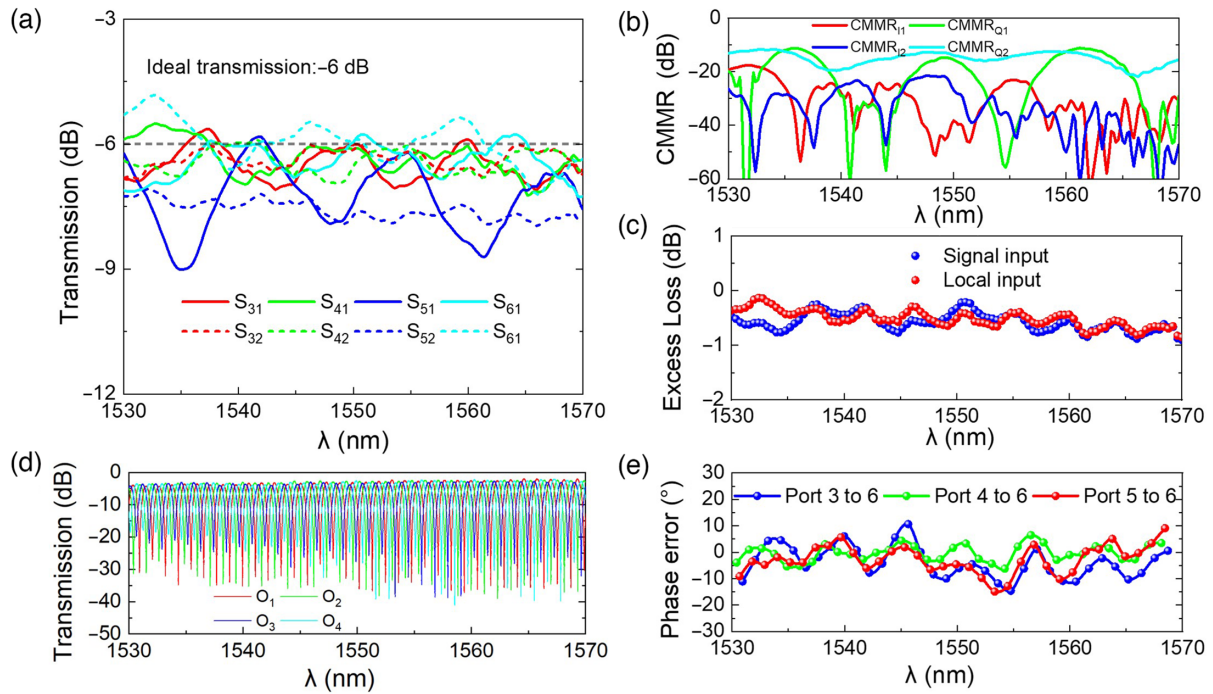 (a)
−3
−6
−9
−12
Transmission (dB)
Ideal transmission:−6 dB
S31 S41 S51 S61
S32 S42 S52 S61
1530 1540 1550 1560 1570
λ (nm)
(b)
0
−20
−40
−60
CMMR (dB)
CMMRI1 CMMRQ1
CMMRI2 CMMRQ2
1530 1540 1550 1560 1570
λ (nm)
(c)
1
0
−1
−2
Excess Loss (dB)
Signal input
Local input
1530 1540 1550 1560 1570
λ (nm)
(d)
0
−10
−20
−30
−40
−50
Transmission (dB)
O1 O2
O3 O4
1530 1540 1550 1560 1570
λ (nm)
(e)
30
20
10
0
−10
−20
−30
Phase error (°)
Port 3 to 6 Port 4 to 6 Port 5 to 6
1530 1540 1550 1560 1570
λ (nm)